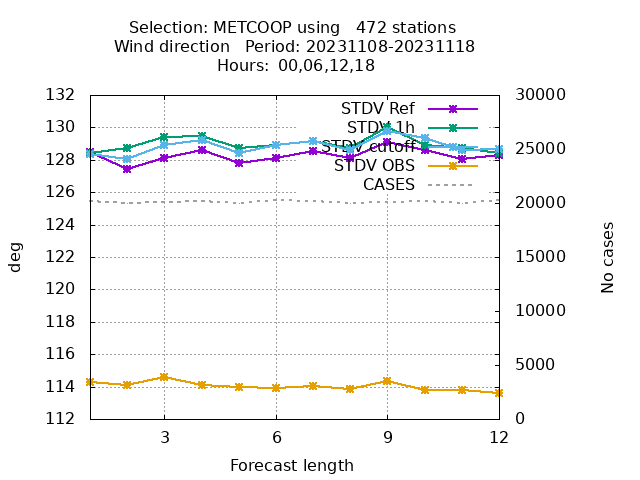 Selection: METCOOP using   472 stations
Wind direction   Period: 20231108-20231118
Hours:  00,06,12,18
132 30000
STDV Ref
130 STDV 1h
25000
STDV cutoff
128
STDV OBS
126 CASES
20000
124
122
15000
120
118 10000
116
5000
114
112 0
3 6 9 12
deg
No cases
Forecast length